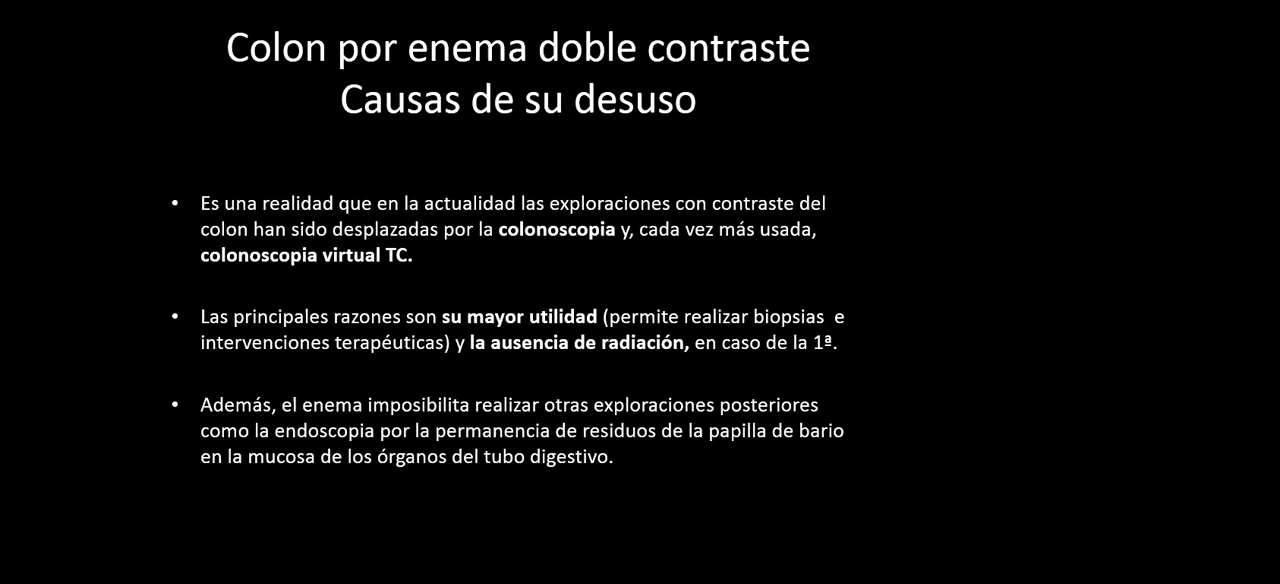 Colon por enema doble contraste
Causas de su desuso
• Es una realidad que en la actualidad las exploraciones con contraste del
colon han sido desplazadas por la colonoscopia y, cada vez más usada,
colonoscopia virtual TC.
• Las principales razones son su mayor utilidad (permite realizar biopsias e
intervenciones terapéuticas) y la ausencia de radiación, en caso de la 1ª.
• Además, el enema imposibilita realizar otras exploraciones posteriores
como la endoscopia por la permanencia de residuos de la papilla de bario
en la mucosa de los órganos del tubo digestivo.